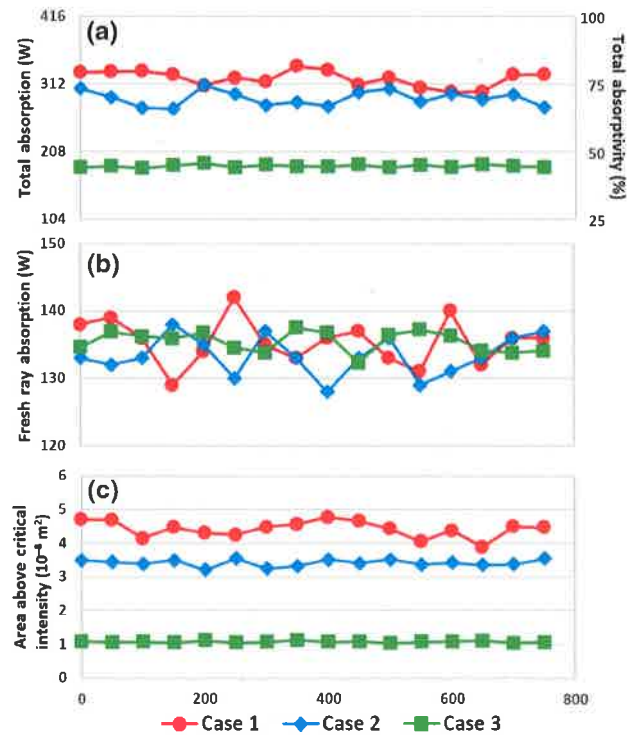 (a)
Total absorption (W)
416
312
208
104
100
75
50
25
Total absorptivity
(%)
(b)
Fresh ray absorption (W)
150
140
130
120
(c)
Area above critical
intensity (10⁻⁸ m²)
6
5
4
3
2
1
0
0 200 400 600 800
Case 1 Case 2 Case 3